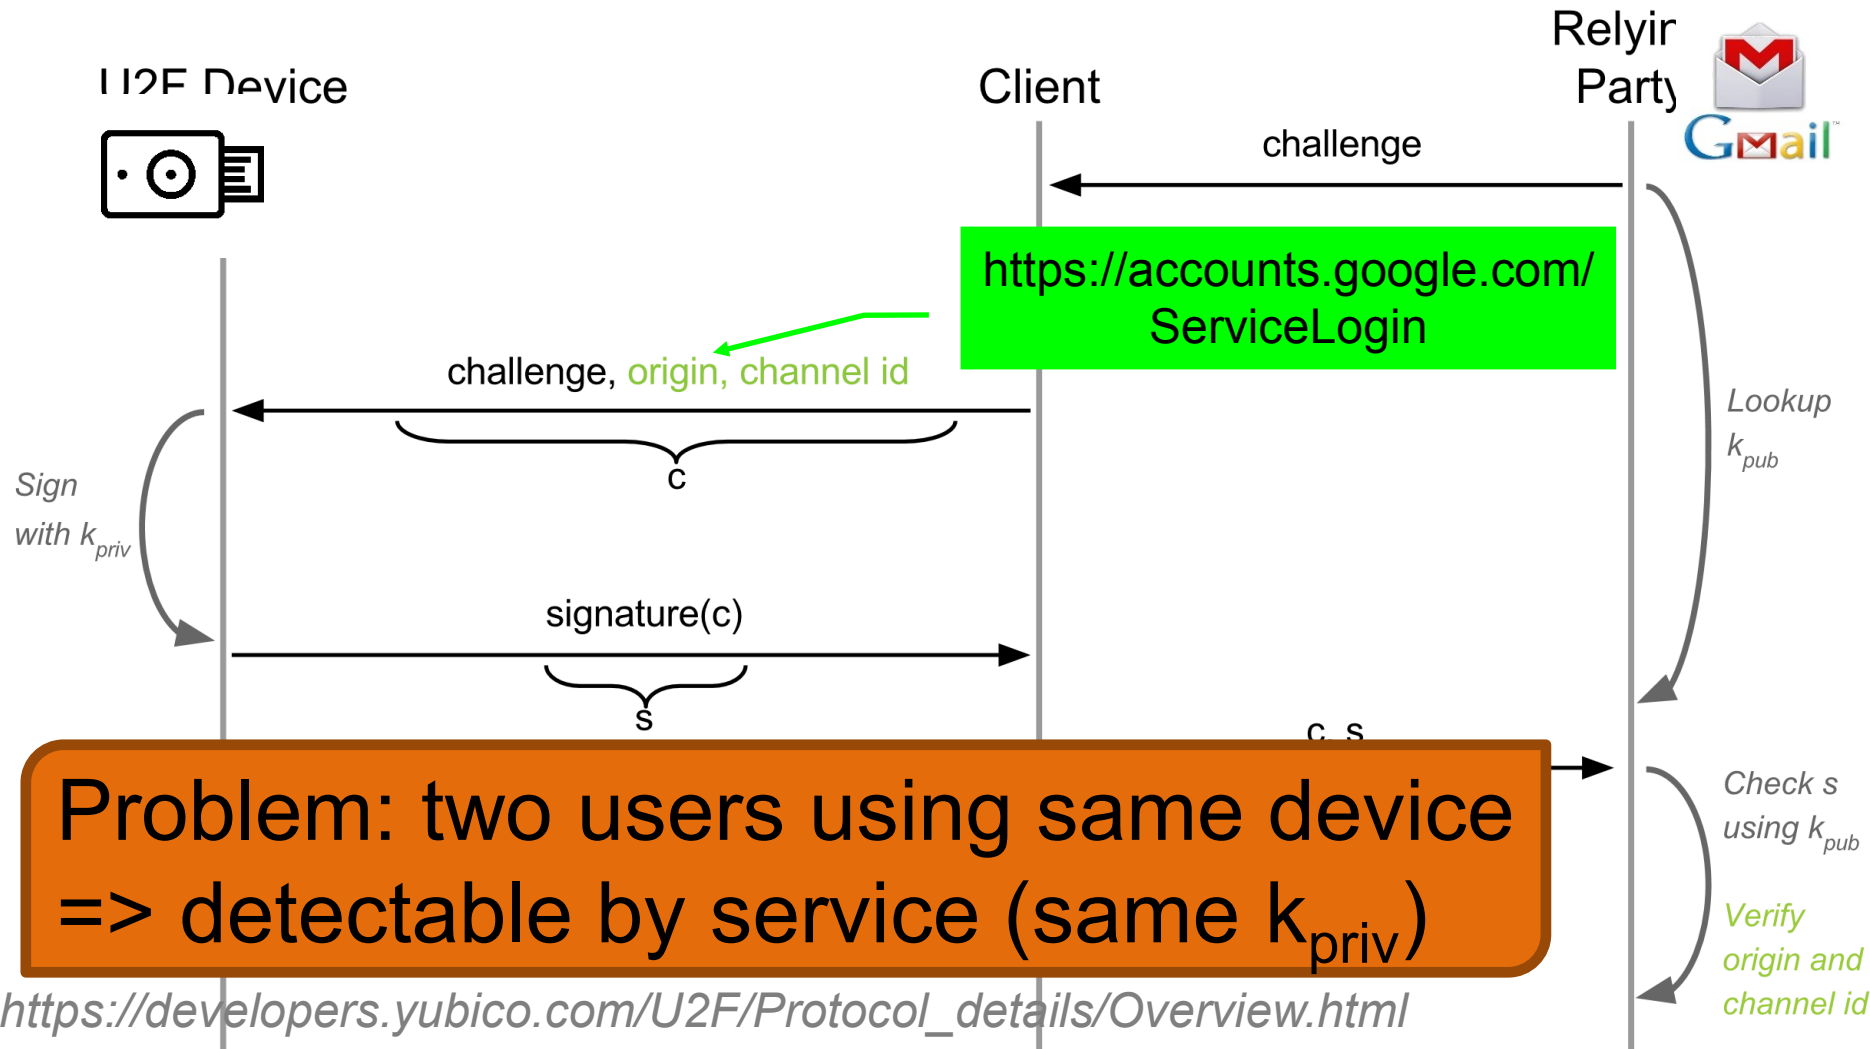 Relyin
Party
U2F Device
Client
Gmail™
challenge
https://accounts.google.com/
ServiceLogin
challenge, origin, channel id
c
Lookup
kpub
Sign
with kpriv
signature(c)
s
c, s
Problem: two users using same device
=> detectable by service (same kpriv)
Check s
using kpub
Verify
origin and
channel id
https://developers.yubico.com/U2F/Protocol_details/Overview.html